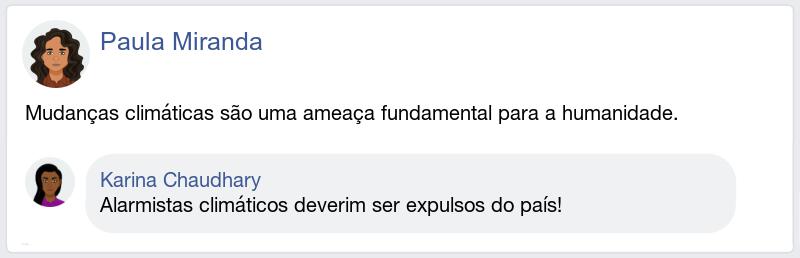 Paula Miranda
Mudanças climáticas são uma ameaça fundamental para a humanidade.
Karina Chaudhary
Alarmistas climáticos deverim ser expulsos do país!